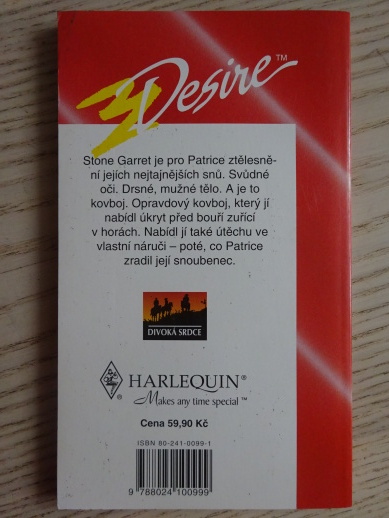 Desire™
Stone Garret je pro Patrice ztělesně-
ní jejích nejtajnějších snů. Svůdné
oči. Drsné, mužné tělo. A je to
kovboj. Opravdový kovboj, který jí
nabídl úkryt před bouří zuřící
v horách. Nabídl jí také útěchu ve
vlastní náruči – poté, co Patrice
zradil její snoubenec.
DIVOKÁ SRDCE
HARLEQUIN®
Makes any time special™
Cena 59,90 Kč
ISBN 80-241-0099-1
9 788024 100999